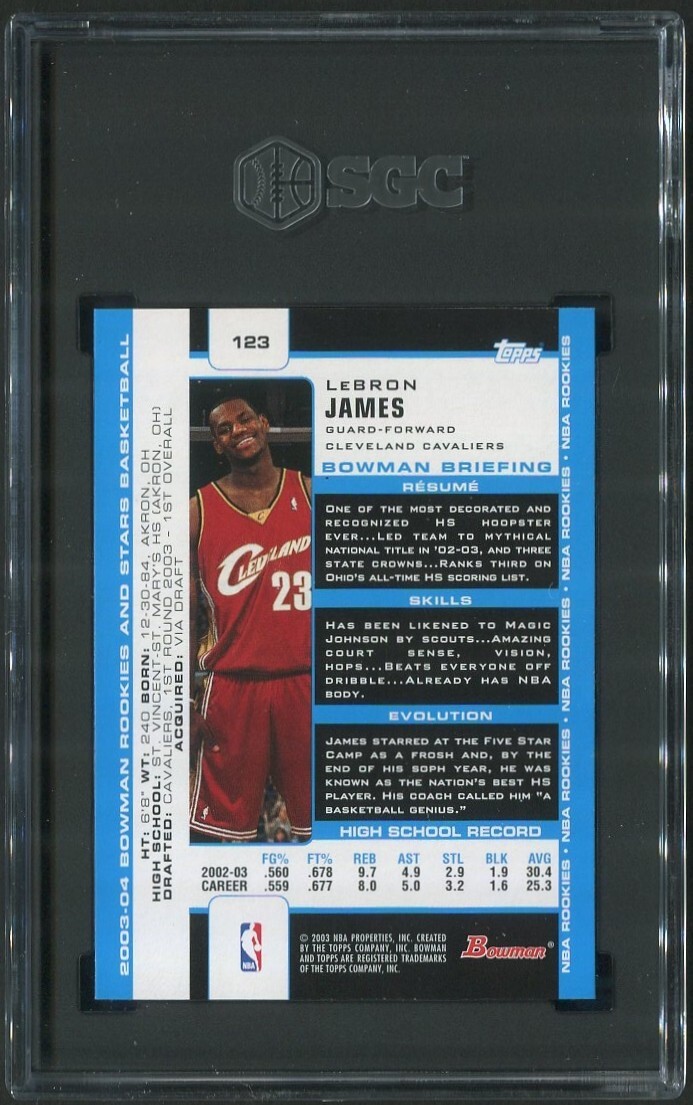 SGC
2003-04 BOWMAN ROOKIES AND STARS BASKETBALL
HT: 6'8" WT: 240 BORN: 12-30-84, AKRON, OH
HIGH SCHOOL: ST. VINCENT-ST. MARY'S HS (AKRON, OH)
DRAFTED: CAVALIERS, 1ST ROUND 2003 - 1ST OVERALL
ACQUIRED: VIA DRAFT
123
topps
LEBRON
JAMES
GUARD-FORWARD
CLEVELAND CAVALIERS
BOWMAN BRIEFING
RÉSUMÉ
ONE OF THE MOST DECORATED AND
RECOGNIZED HS HOOPSTER
EVER...LED TEAM TO MYTHICAL
NATIONAL TITLE IN '02-03, AND THREE
STATE CROWNS...RANKS THIRD ON
OHIO'S ALL-TIME HS SCORING LIST.
SKILLS
HAS BEEN LIKENED TO MAGIC
JOHNSON BY SCOUTS...AMAZING
COURT SENSE, VISION,
HOPS...BEATS EVERYONE OFF
DRIBBLE...ALREADY HAS NBA
BODY.
EVOLUTION
JAMES STARRED AT THE FIVE STAR
CAMP AS A FROSH AND, BY THE
END OF HIS SOPH YEAR, HE WAS
KNOWN AS THE NATION'S BEST HS
PLAYER. HIS COACH CALLED HIM "A
BASKETBALL GENIUS."
CLEVELAND
23
HIGH SCHOOL RECORD
FG% FT% REB AST STL BLK AVG
2002-03 .560 .678 9.7 4.9 2.9 1.9 30.4
CAREER .559 .677 8.0 5.0 3.2 1.6 25.3
NBA
© 2003 NBA PROPERTIES, INC. CREATED
BY THE TOPPS COMPANY, INC. BOWMAN
AND TOPPS ARE REGISTERED TRADEMARKS
OF THE TOPPS COMPANY, INC.
Bowman®
NBA ROOKIES • NBA ROOKIES • NBA ROOKIES • NBA ROOKIES • NBA ROOKIES